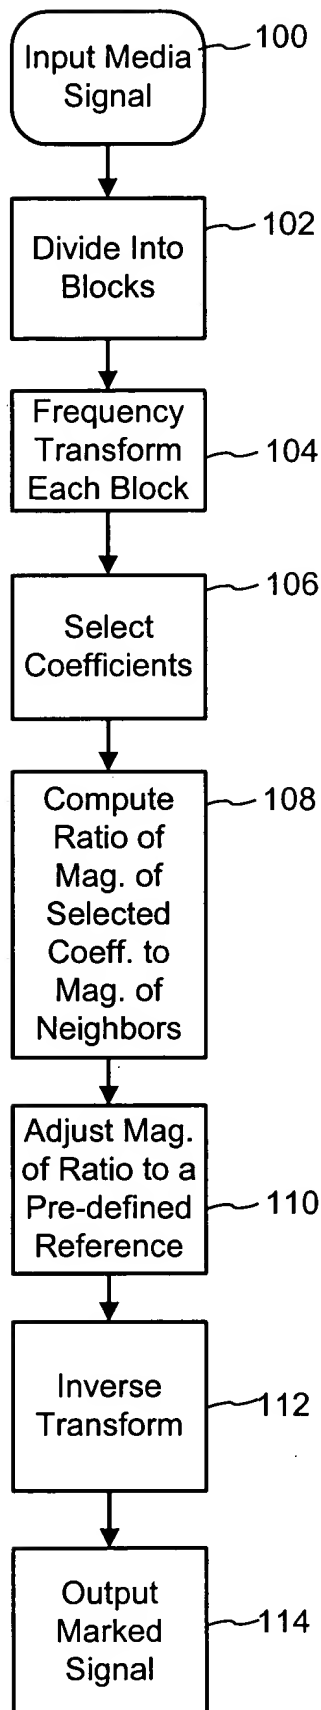 Input Media
Signal
100
Divide Into
Blocks
102
Frequency
Transform
Each Block
104
Select
Coefficients
106
Compute
Ratio of
Mag. of
Selected
Coeff. to
Mag. of
Neighbors
108
Adjust Mag.
of Ratio to a
Pre-defined
Reference
110
Inverse
Transform
112
Output
Marked
Signal
114